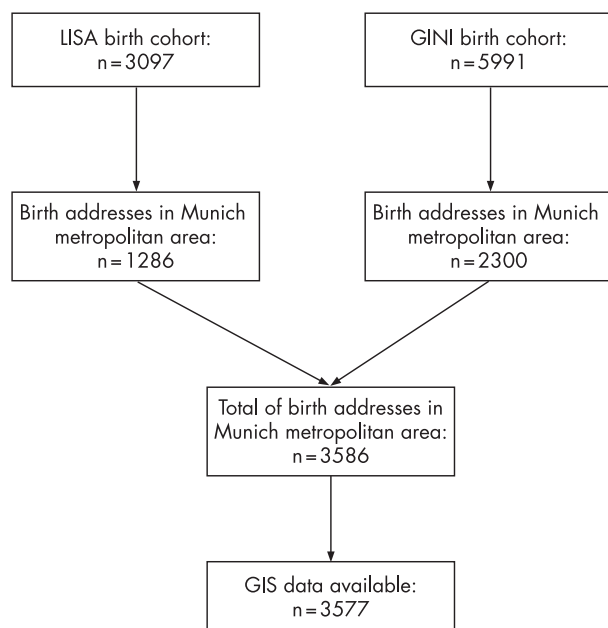 LISA birth cohort:
n=3097
GINI birth cohort:
n=5991
Birth addresses in Munich
metropolitan area:
n=1286
Birth addresses in Munich
metropolitan area:
n=2300
Total of birth addresses in
Munich metropolitan area:
n=3586
GIS data available:
n=3577